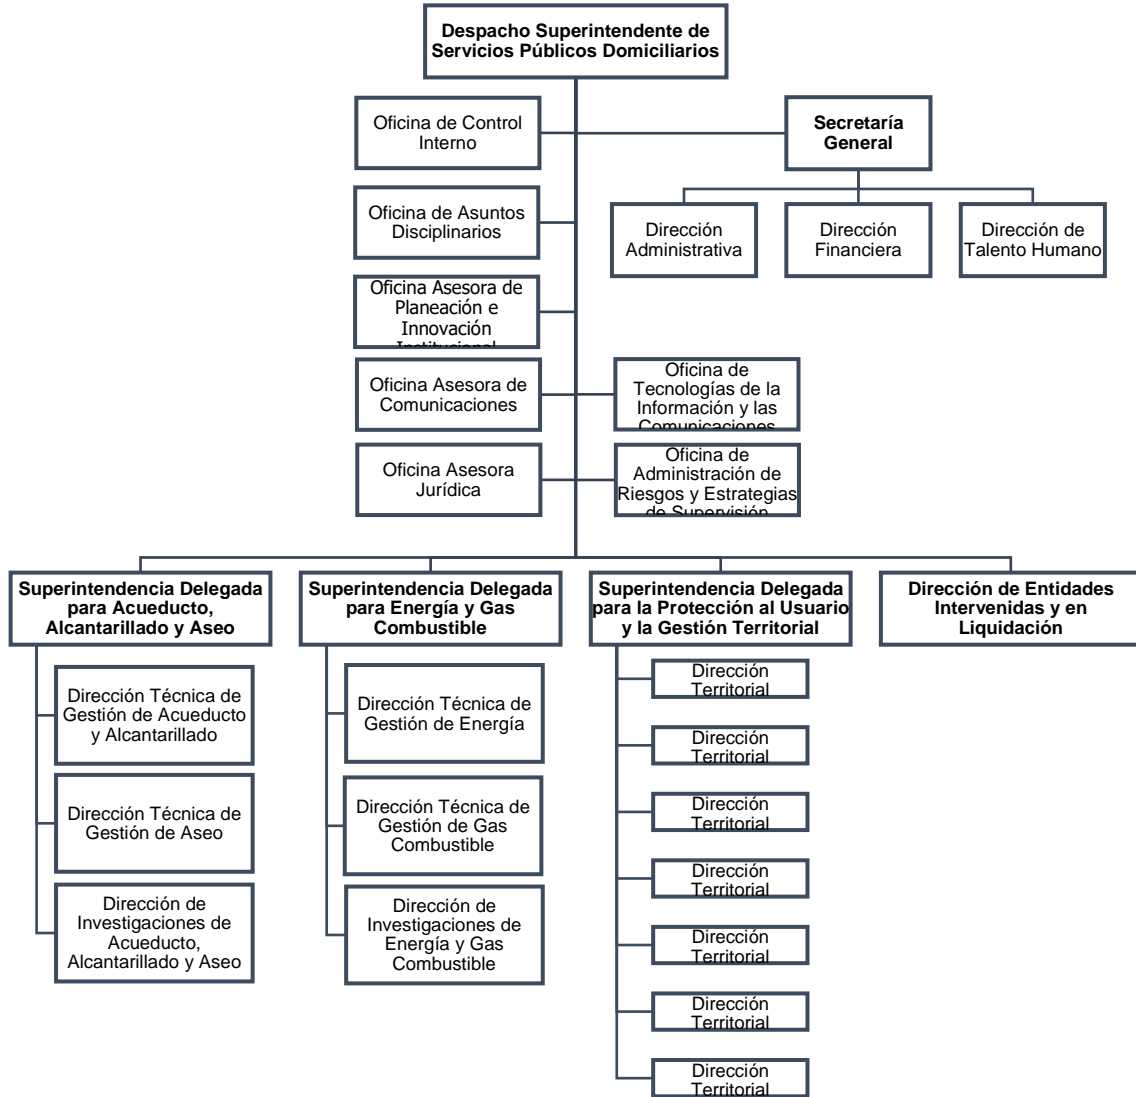 Despacho Superintendente de
Servicios Públicos Domiciliarios
Oficina de Control
Interno
Secretaría
General
Oficina de Asuntos
Disciplinarios
Dirección
Administrativa
Dirección
Financiera
Dirección de
Talento Humano
Oficina Asesora de
Planeación e
Innovación
Institucional
Oficina Asesora de
Comunicaciones
Oficina de
Tecnologías de la
Información y las
Comunicaciones
Oficina Asesora
Jurídica
Oficina de
Administración de
Riesgos y Estrategias
de Supervisión
Superintendencia Delegada
para Acueducto,
Alcantarillado y Aseo
Superintendencia Delegada
para Energía y Gas
Combustible
Superintendencia Delegada
para la Protección al Usuario
y la Gestión Territorial
Dirección de Entidades
Intervenidas y en
Liquidación
Dirección Técnica de
Gestión de Acueducto
y Alcantarillado
Dirección Técnica de
Gestión de Aseo
Dirección de
Investigaciones de
Acueducto,
Alcantarillado y Aseo
Dirección Técnica de
Gestión de Energía
Dirección Técnica de
Gestión de Gas
Combustible
Dirección de
Investigaciones de
Energía y Gas
Combustible
Dirección
Territorial
Dirección
Territorial
Dirección
Territorial
Dirección
Territorial
Dirección
Territorial
Dirección
Territorial
Dirección
Territorial